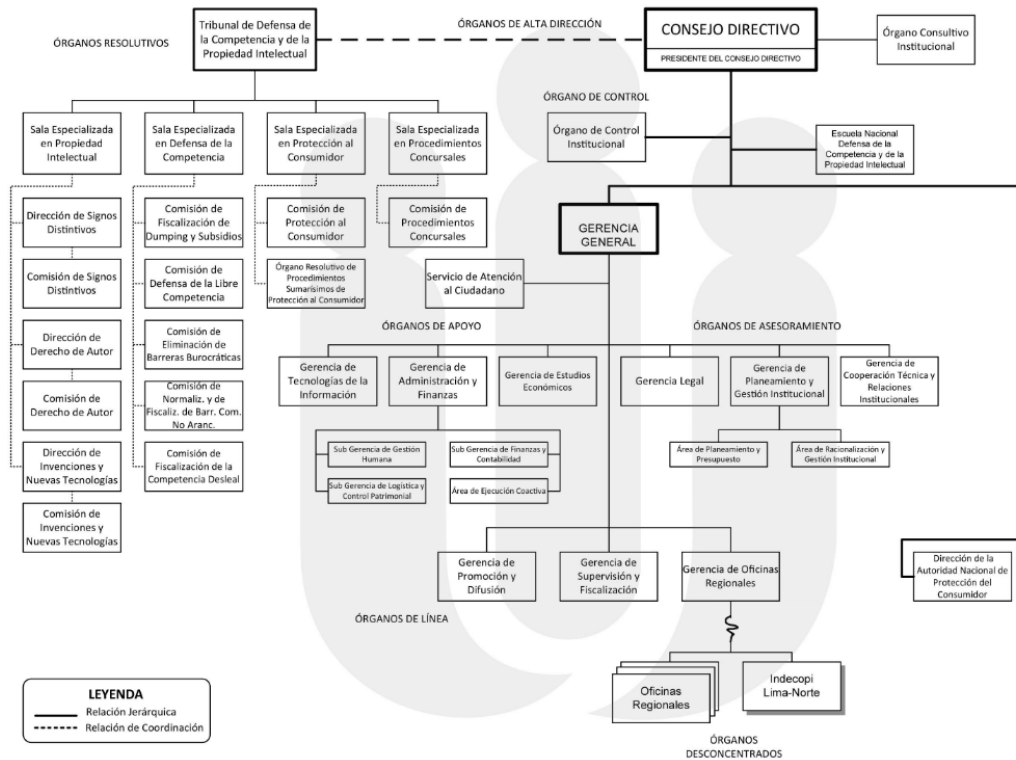 ÓRGANOS RESOLUTIVOS
Tribunal de Defensa de
la Competencia y de la
Propiedad Intelectual
ÓRGANOS DE ALTA DIRECCIÓN
CONSEJO DIRECTIVO
PRESIDENTE DEL CONSEJO DIRECTIVO
Órgano Consultivo
Institucional
ÓRGANO DE CONTROL
Órgano de Control
Institucional
Escuela Nacional
Defensa de la
Competencia y de la
Propiedad Intelectual
Sala Especializada
en Propiedad
Intelectual
Sala Especializada
en Defensa de la
Competencia
Sala Especializada
en Protección al
Consumidor
Sala Especializada
en Procedimientos
Concursales
Dirección de Signos
Distintivos
Comisión de Signos
Distintivos
Dirección de
Derecho de Autor
Comisión de
Derecho de Autor
Dirección de
Invenciones y
Nuevas Tecnologías
Comisión de
Invenciones y
Nuevas Tecnologías
Comisión de
Fiscalización de
Dumping y Subsidios
Comisión de
Defensa de la Libre
Competencia
Comisión de
Eliminación de
Barreras Burocráticas
Comisión de
Normaliz. y de
Fiscaliz. de Barr. Com.
No Aranc.
Comisión de
Fiscalización de la
Competencia Desleal
Comisión de
Protección al
Consumidor
Órgano Resolutivo de
Procedimientos
Sumarísimos de
Protección al Consumidor
Comisión de
Procedimientos
Concursales
GERENCIA
GENERAL
Servicio de Atención
al Ciudadano
ÓRGANOS DE APOYO
ÓRGANOS DE ASESORAMIENTO
Gerencia de
Tecnologías de la
Información
Gerencia de
Administración y
Finanzas
Gerencia de Estudios
Económicos
Gerencia Legal
Gerencia de
Planeamiento y
Gestión Institucional
Gerencia de
Cooperación Técnica y
Relaciones
Institucionales
Sub Gerencia de Gestión
Humana
Sub Gerencia de Finanzas y
Contabilidad
Sub Gerencia de Logística y
Control Patrimonial
Área de Ejecución Coactiva
Área de Planeamiento y
Presupuesto
Área de Racionalización y
Gestión Institucional
Gerencia de
Promoción y
Difusión
Gerencia de
Supervisión y
Fiscalización
Gerencia de Oficinas
Regionales
Dirección de la
Autoridad Nacional de
Protección del
Consumidor
ÓRGANOS DE LÍNEA
Oficinas
Regionales
Indecopi
Lima-Norte
ÓRGANOS
DESCONCENTRADOS
LEYENDA
Relación Jerárquica
Relación de Coordinación